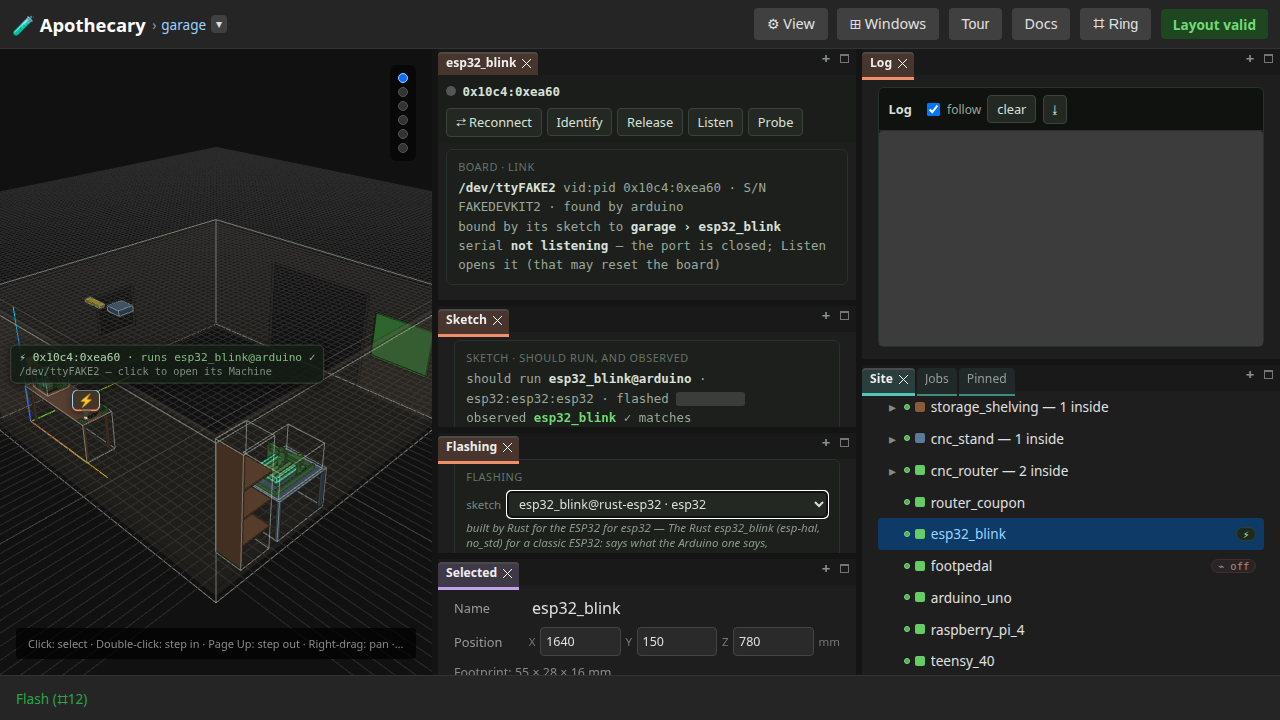 Apothecary › garage ▾
⚙ View
⊞ Windows
Tour
Docs
⌗ Ring
Layout valid
⚡ 0x10c4:0xea60 · runs esp32_blink@arduino ✓
/dev/ttyFAKE2 — click to open its Machine
Click: select · Double-click: step in · Page Up: step out · Right-drag: pan ·…
esp32_blink
0x10c4:0xea60
⇄ Reconnect
Identify
Release
Listen
Probe
BOARD · LINK
/dev/ttyFAKE2 vid:pid 0x10c4:0xea60 · S/N
FAKEDEVKIT2 · found by arduino
bound by its sketch to garage › esp32_blink
serial not listening — the port is closed; Listen
opens it (that may reset the board)
Sketch
SKETCH · SHOULD RUN, AND OBSERVED
should run esp32_blink@arduino ·
esp32:esp32:esp32 · flashed
observed esp32_blink ✓ matches
Flashing
FLASHING
sketch esp32_blink@rust-esp32 · esp32
built by Rust for the ESP32 for esp32 — The Rust esp32_blink (esp-hal,
no_std) for a classic ESP32: says what the Arduino one says,
Selected
Name esp32_blink
Position X 1640 Y 150 Z 780 mm
Footprint: 55 × 28 × 16 mm
Log
Log follow clear ⤓
Site
Jobs
Pinned
storage_shelving — 1 inside
cnc_stand — 1 inside
cnc_router — 2 inside
router_coupon
esp32_blink ⚡
footpedal ⌁ off
arduino_uno
raspberry_pi_4
teensy_40
Flash (⌗12)